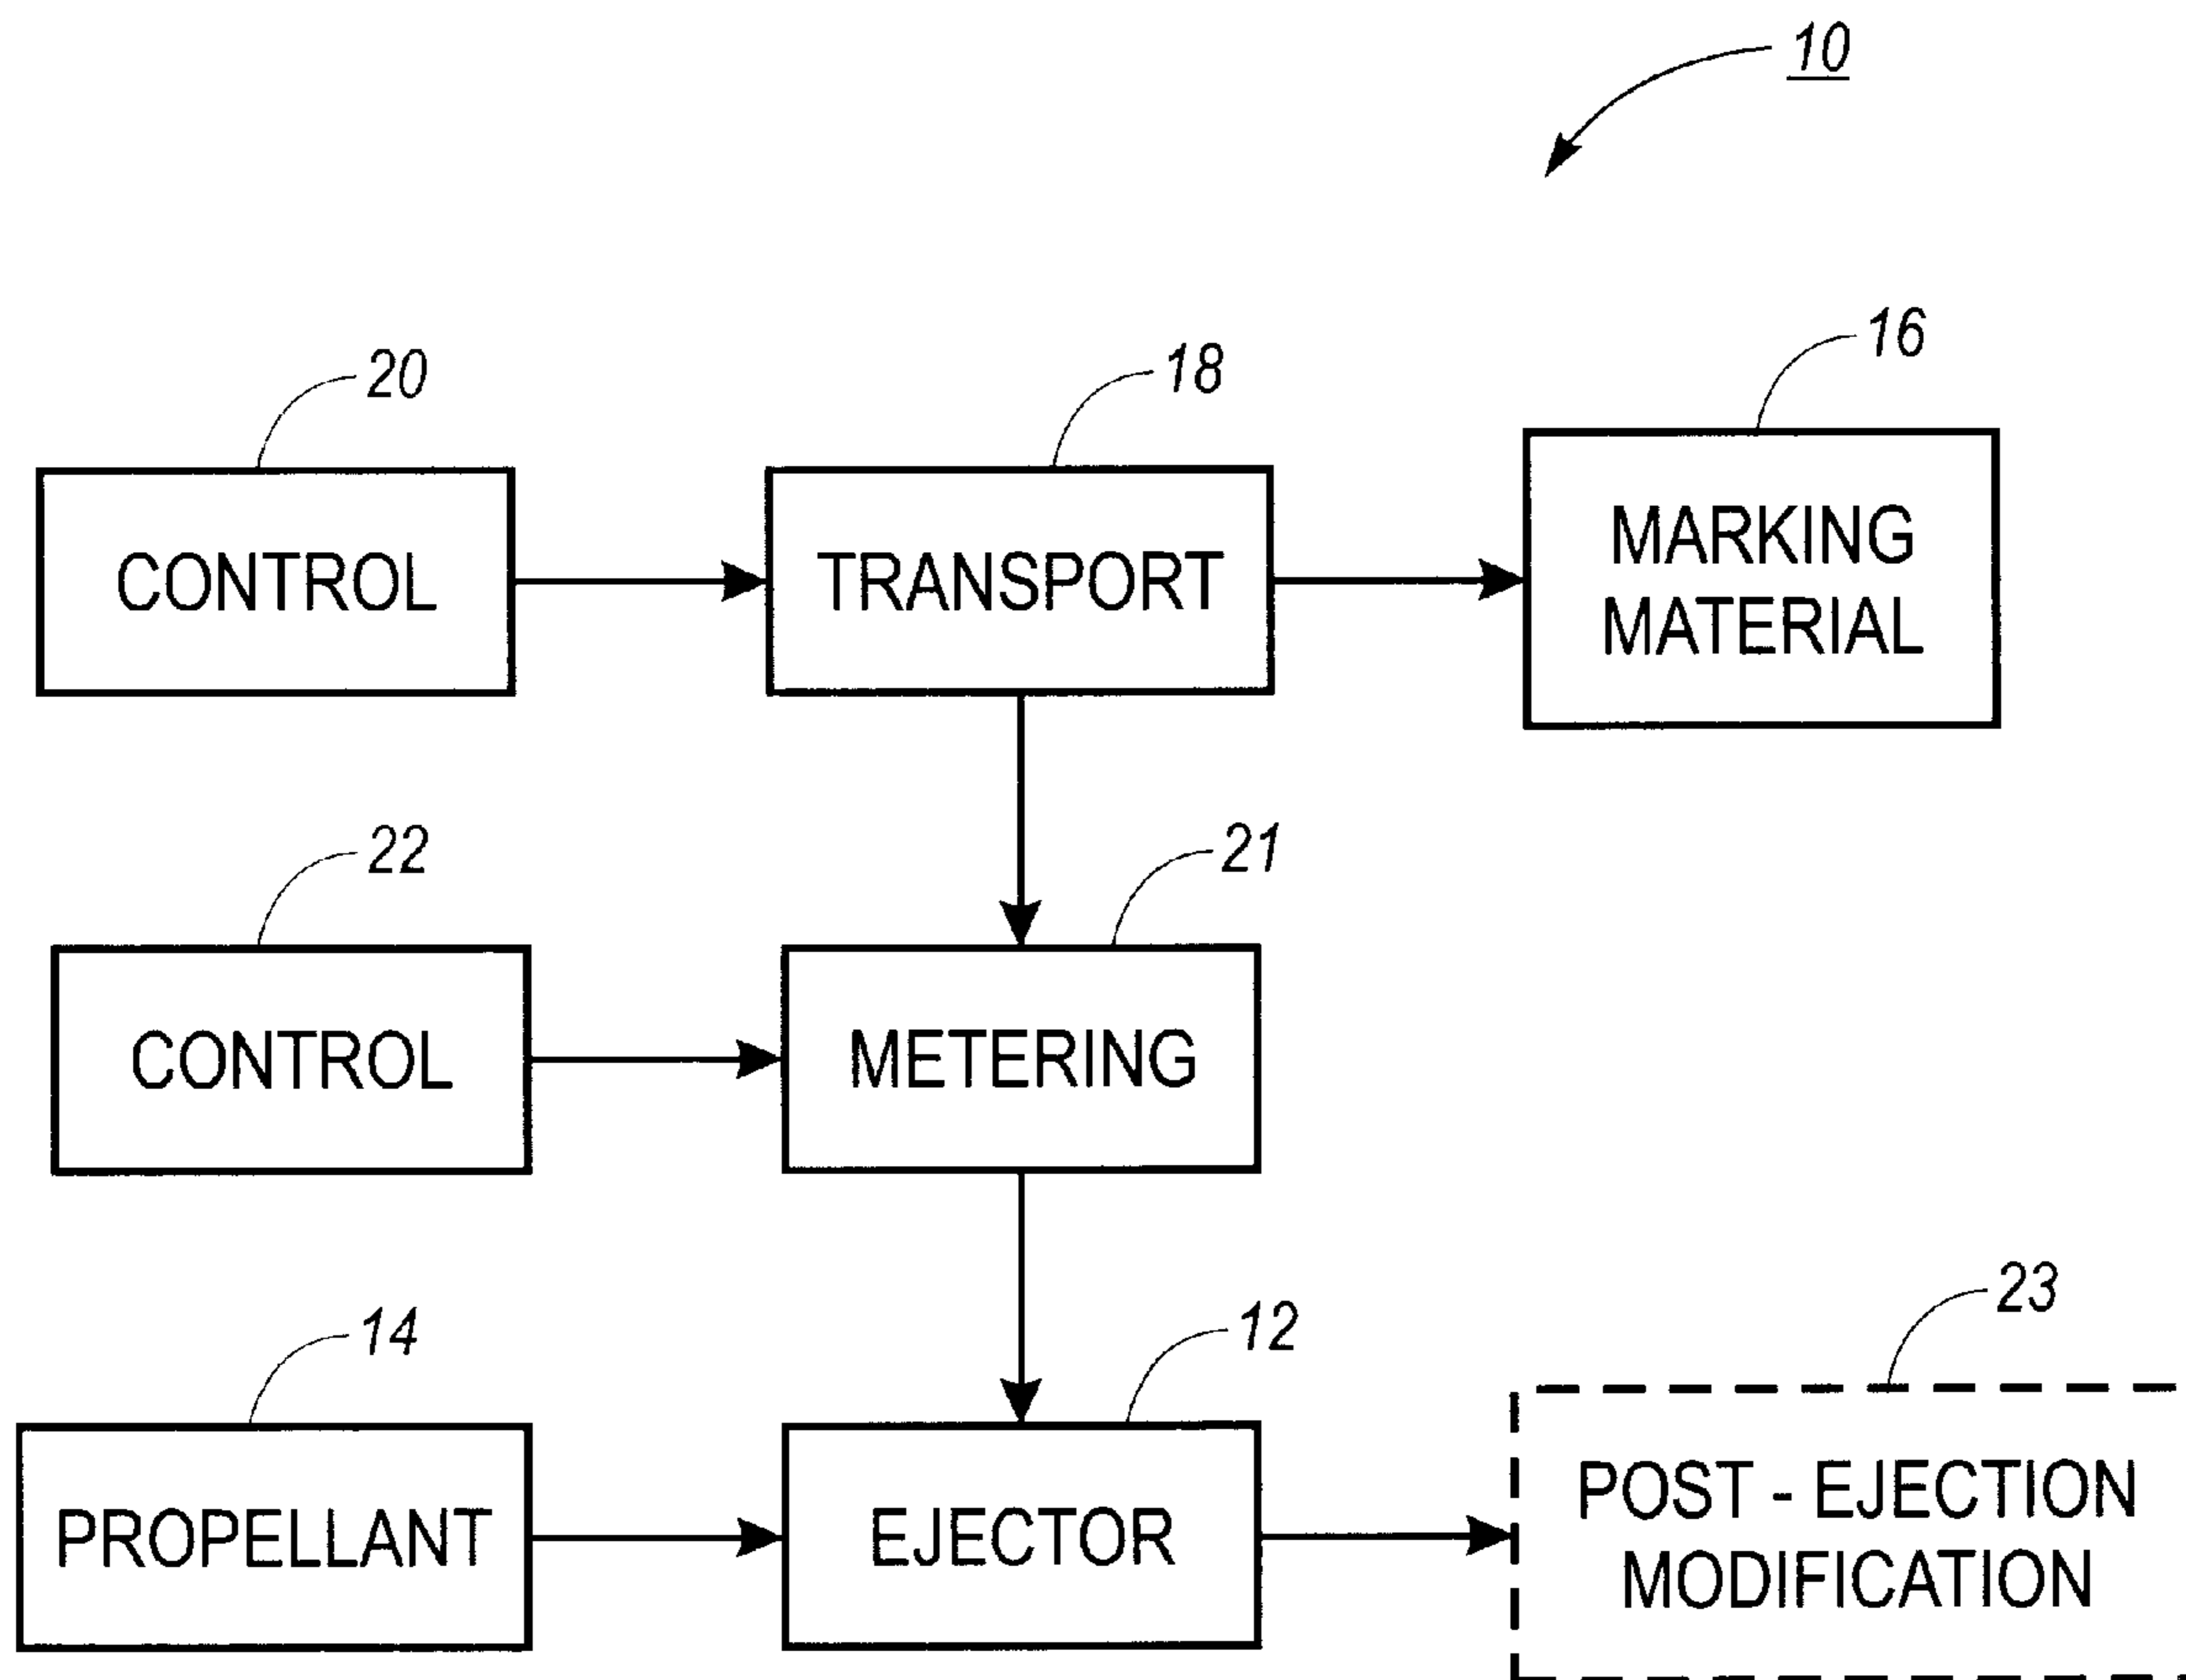 10
20
18
16
CONTROL
TRANSPORT
MARKING
MATERIAL
22
21
CONTROL
METERING
14
12
23
PROPELLANT
EJECTOR
POST - EJECTION
MODIFICATION